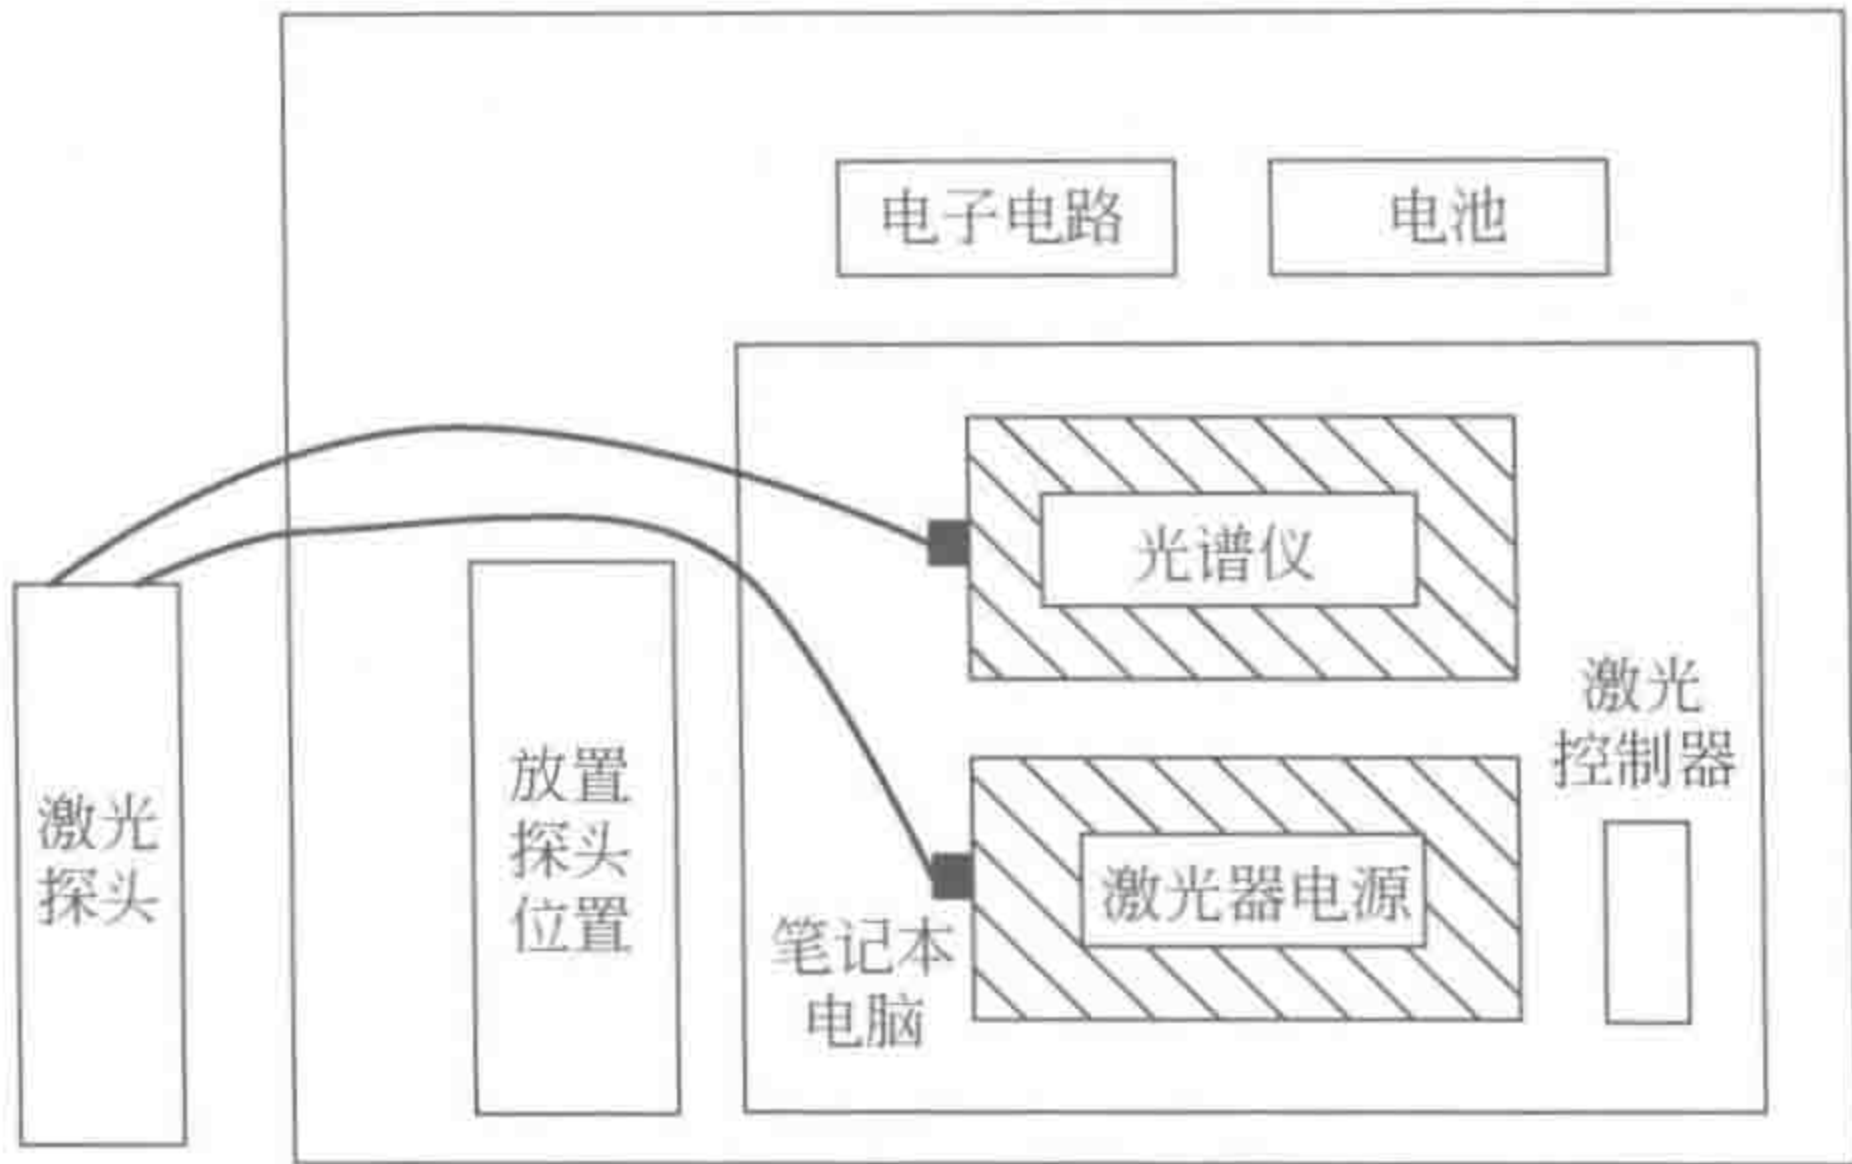 电子电路
电池
光谱仪
激光
控制器
放置
探头
位置
激光
探头
激光器电源
笔记本
电脑